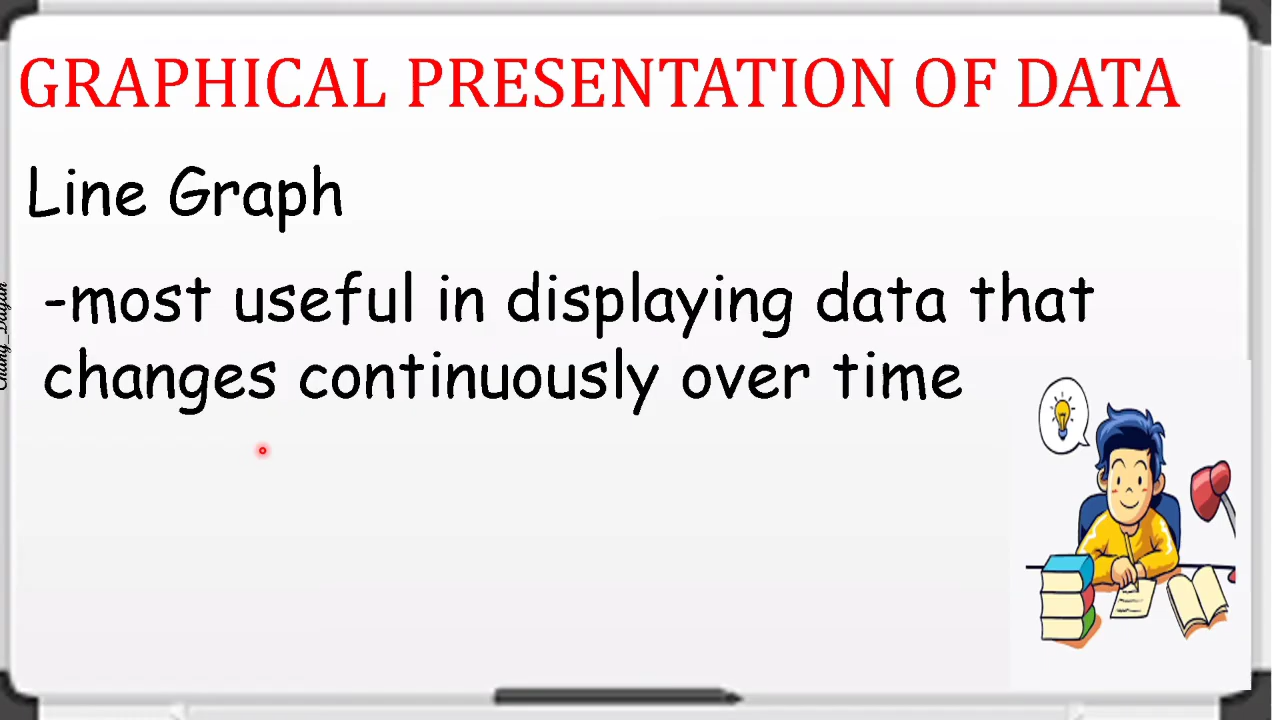 GRAPHICAL PRESENTATION OF DATA
Line Graph
-most useful in displaying data that
changes continuously over time